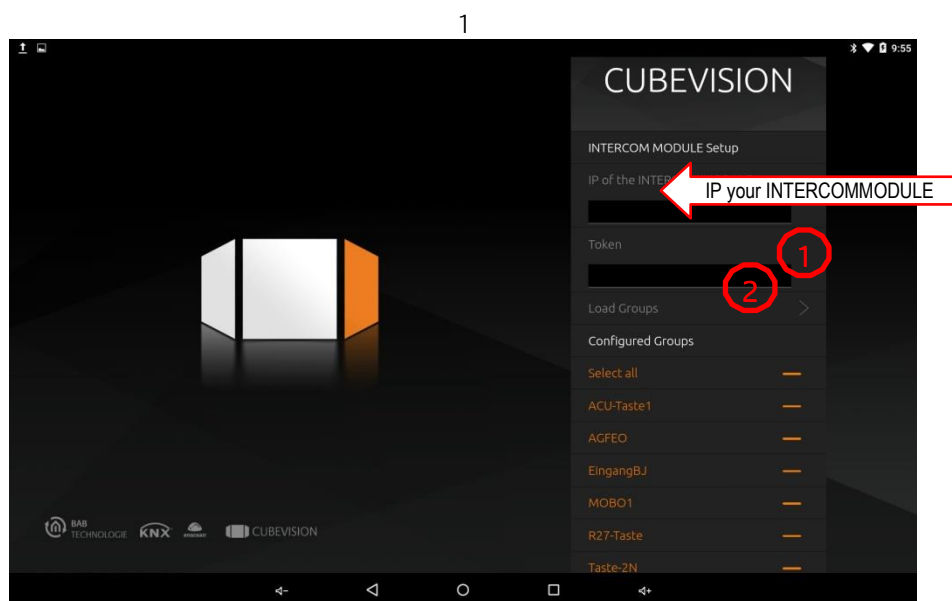 1
9:55
CUBEVISION
INTERCOM MODULE Setup
IP of the INTER
IP your INTERCOMMODULE
Token
1
2
Load Groups
Configured Groups
Select all
ACU-Taste1
AGFEO
EingangBJ
MOBO1
R27-Taste
Taste-2N
BAB
TECHNOLOGIE
KNX
CUBEVISION